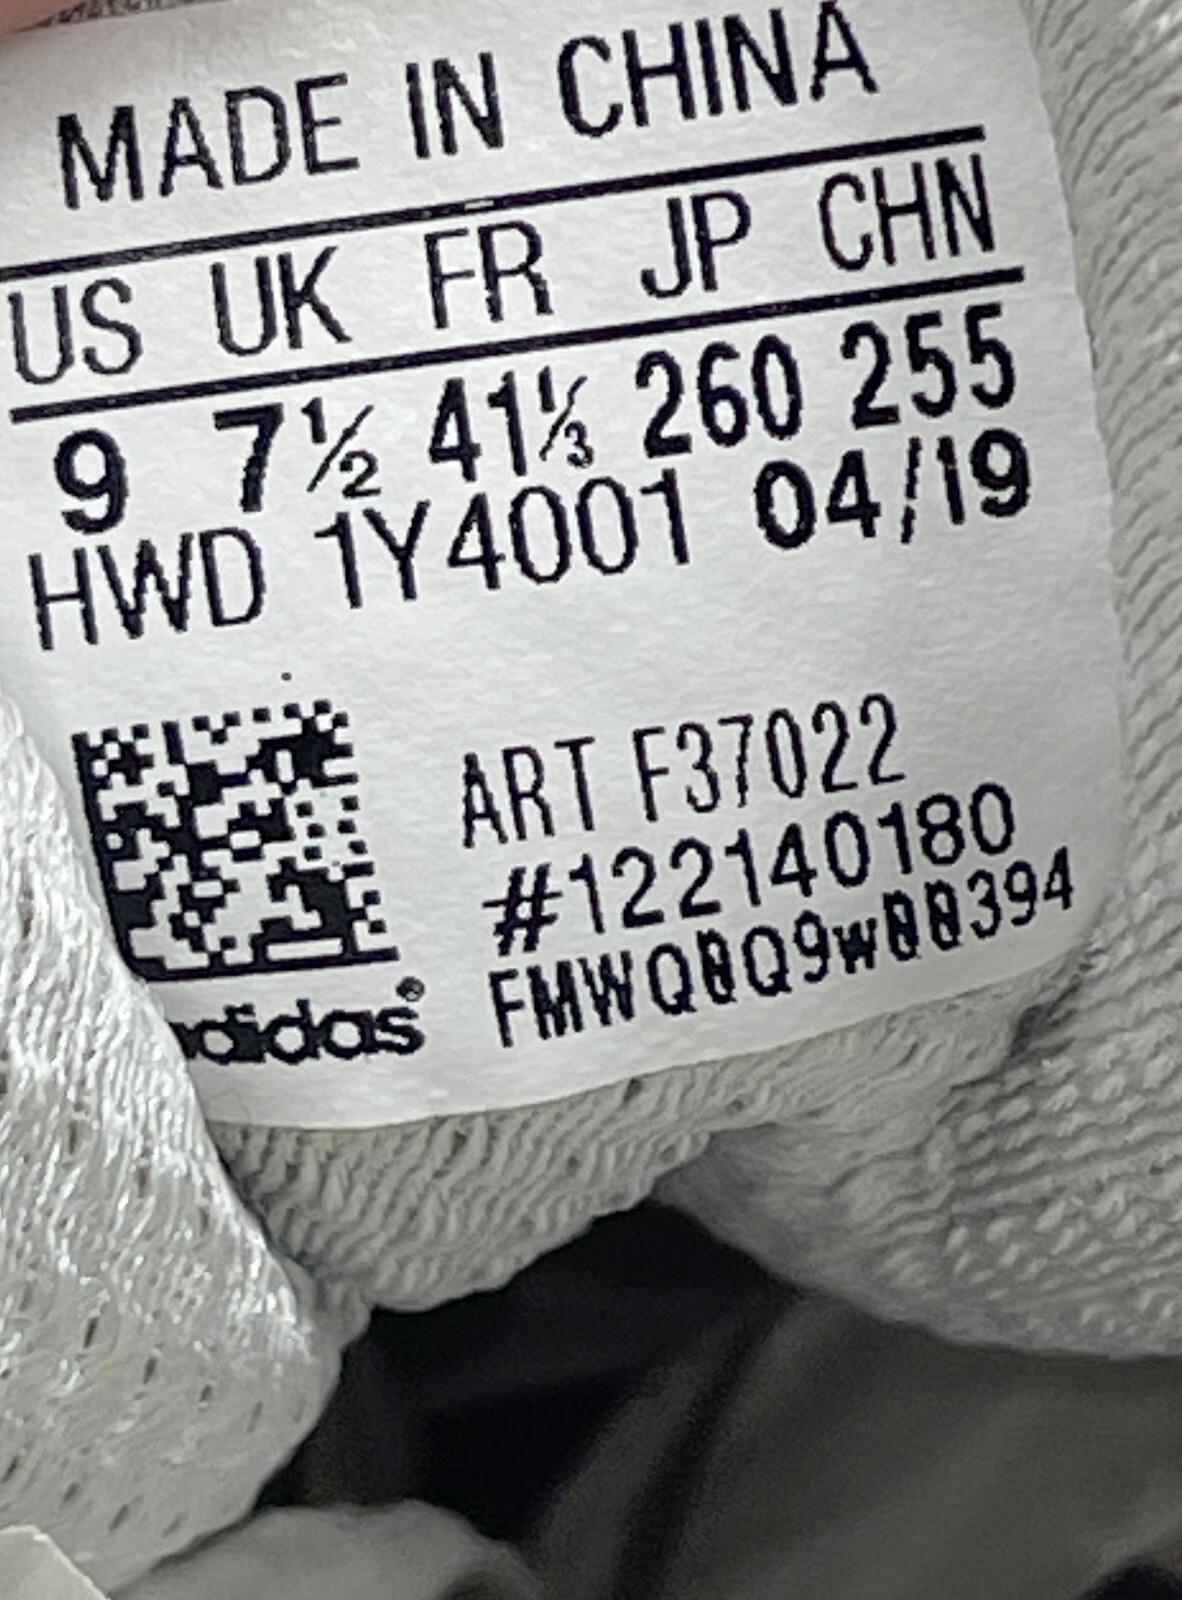 MADE IN CHINA
US UK FR JP CHN
9 7½ 41⅓ 260 255
HWD 1Y4001 04/19
ART F37022
#122140180
FMWQ0Q9w00394
adidas®